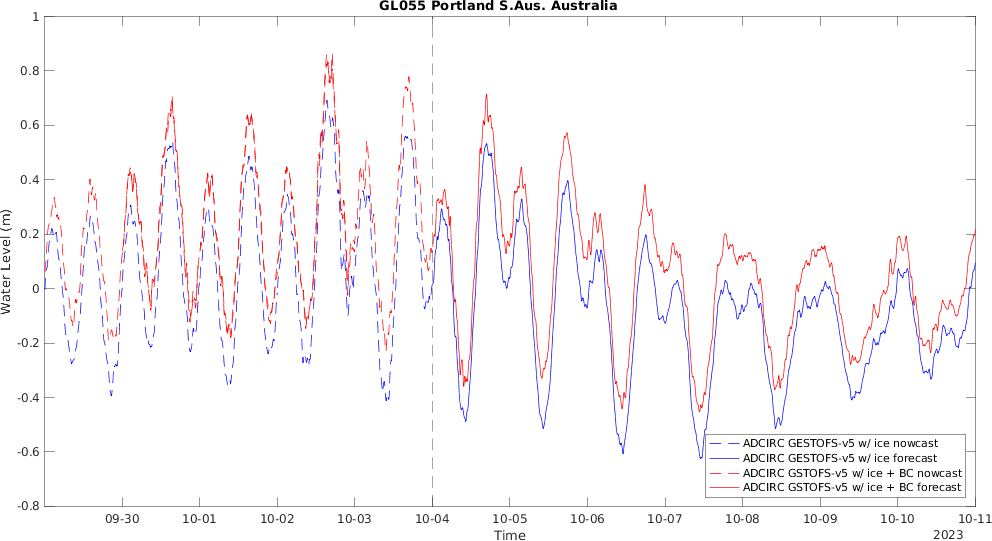 GL055 Portland S.Aus. Australia
1
0.8
0.6
0.4
0.2
0
-0.2
-0.4
-0.6
-0.8
Water Level (m)
ADCIRC GESTOFS-v5 w/ ice nowcast
ADCIRC GESTOFS-v5 w/ ice forecast
ADCIRC GSTOFS-v5 w/ ice + BC nowcast
ADCIRC GSTOFS-v5 w/ ice + BC forecast
09-30 10-01 10-02 10-03 10-04 10-05 10-06 10-07 10-08 10-09 10-10 10-11
Time
2023